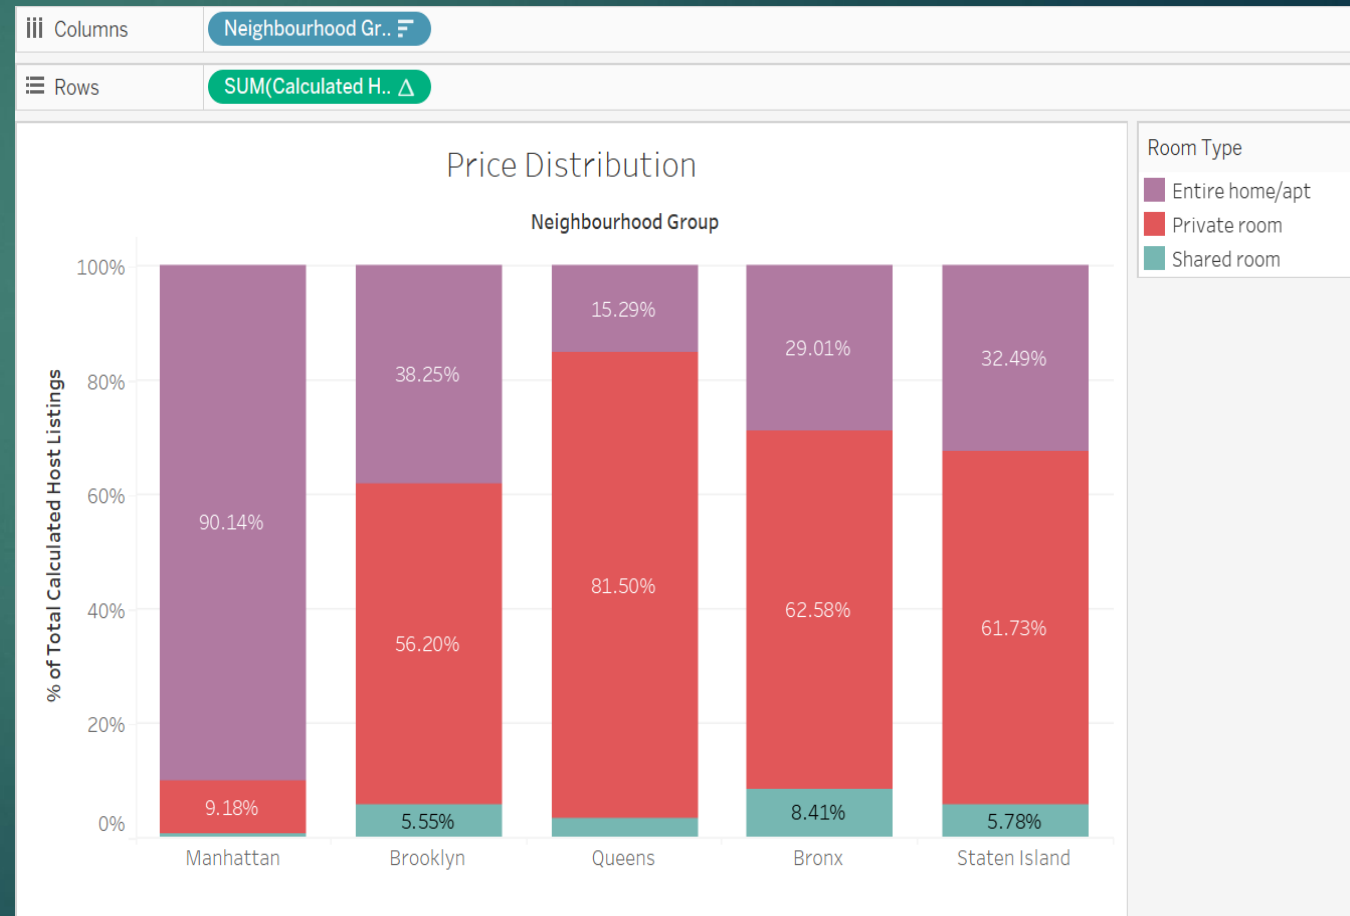 Columns
Neighbourhood Gr..
Rows
SUM(Calculated H.. Δ
Price Distribution
Neighbourhood Group
Room Type
Entire home/apt
Private room
Shared room
% of Total Calculated Host Listings
100%
80%
60%
40%
20%
0%
90.14%
9.18%
38.25%
56.20%
5.55%
15.29%
81.50%
29.01%
62.58%
8.41%
32.49%
61.73%
5.78%
Manhattan
Brooklyn
Queens
Bronx
Staten Island